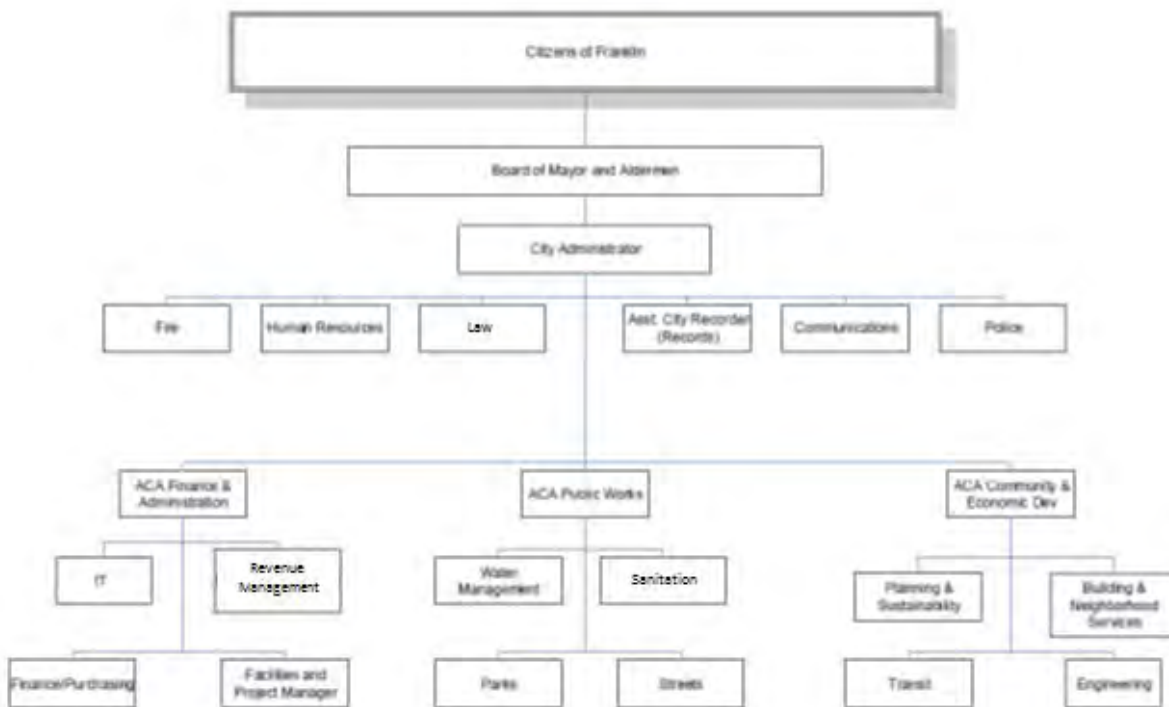 Citizens of Franklin
Board of Mayor and Aldermen
City Administrator
Fire
Human Resources
Law
Asst. City Recorder
(Records)
Communications
Police
ACA Finance &
Administration
ACA Public Works
ACA Community &
Economic Dev
IT
Revenue
Management
Water
Management
Sanitation
Planning &
Sustainability
Building &
Neighborhood
Services
Finance/Purchasing
Facilities and
Project Manager
Parks
Streets
Transit
Engineering